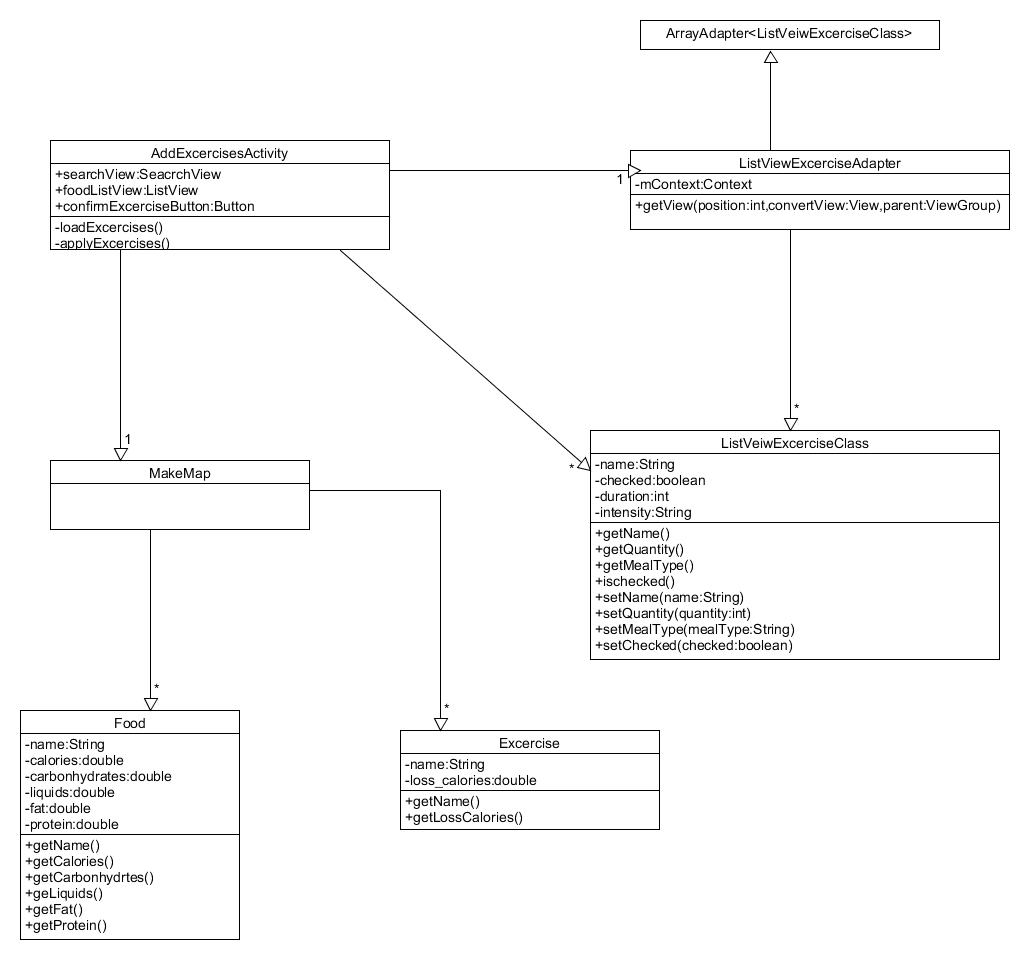 ArrayAdapter<ListVeiwExcerciseClass>
AddExcercisesActivity
+searchView:SeacrchView
+foodListView:ListView
+confirmExcerciseButton:Button
-loadExcercises()
-applyExcercises()
1
ListViewExcerciseAdapter
-mContext:Context
+getView(position:int,convertView:View,parent:ViewGroup)
1
*
*
ListVeiwExcerciseClass
-name:String
-checked:boolean
-duration:int
-intensity:String
+getName()
+getQuantity()
+getMealType()
+ischecked()
+setName(name:String)
+setQuantity(quantity:int)
+setMealType(mealType:String)
+setChecked(checked:boolean)
MakeMap
*
*
Food
-name:String
-calories:double
-carbonhydrates:double
-liquids:double
-fat:double
-protein:double
+getName()
+getCalories()
+getCarbonhydrtes()
+geLiquids()
+getFat()
+getProtein()
Excercise
-name:String
-loss_calories:double
+getName()
+getLossCalories()